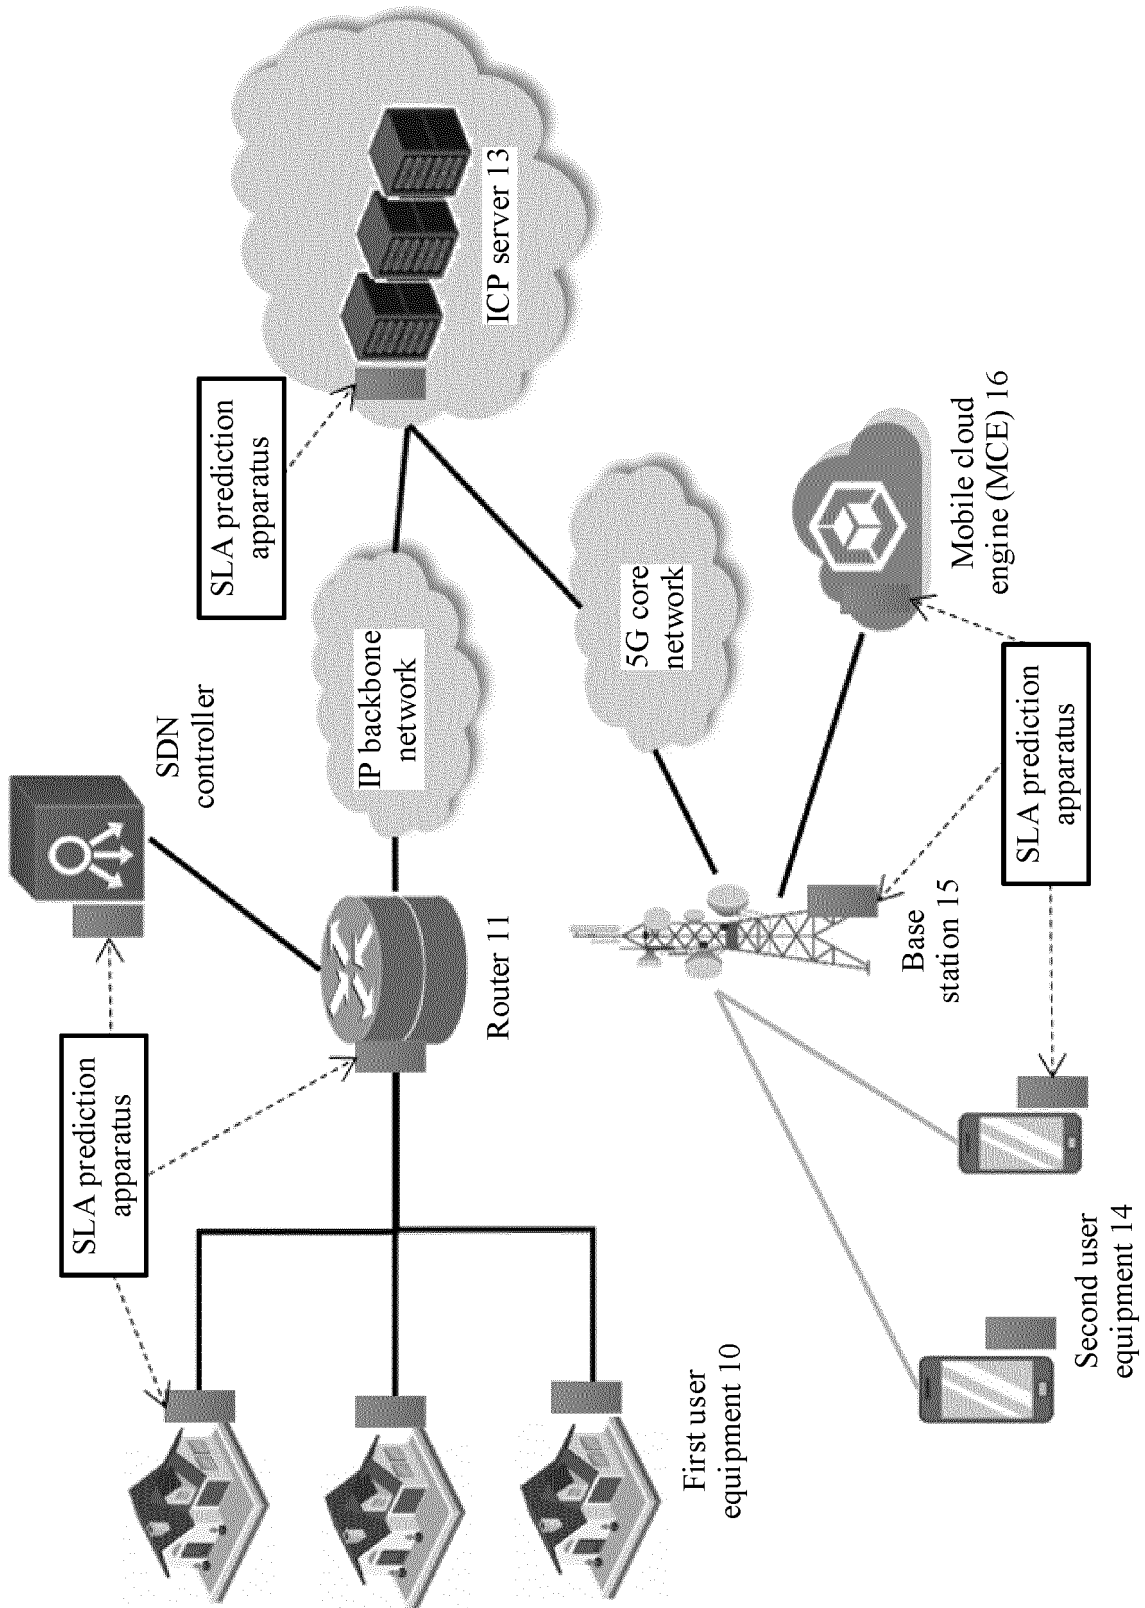 SLA prediction
apparatus
SDN
controller
SLA prediction
apparatus
IP backbone
network
Router 11
ICP server 13
First user
equipment 10
5G core
network
Base
station 15
Mobile cloud
engine (MCE) 16
SLA prediction
apparatus
Second user
equipment 14